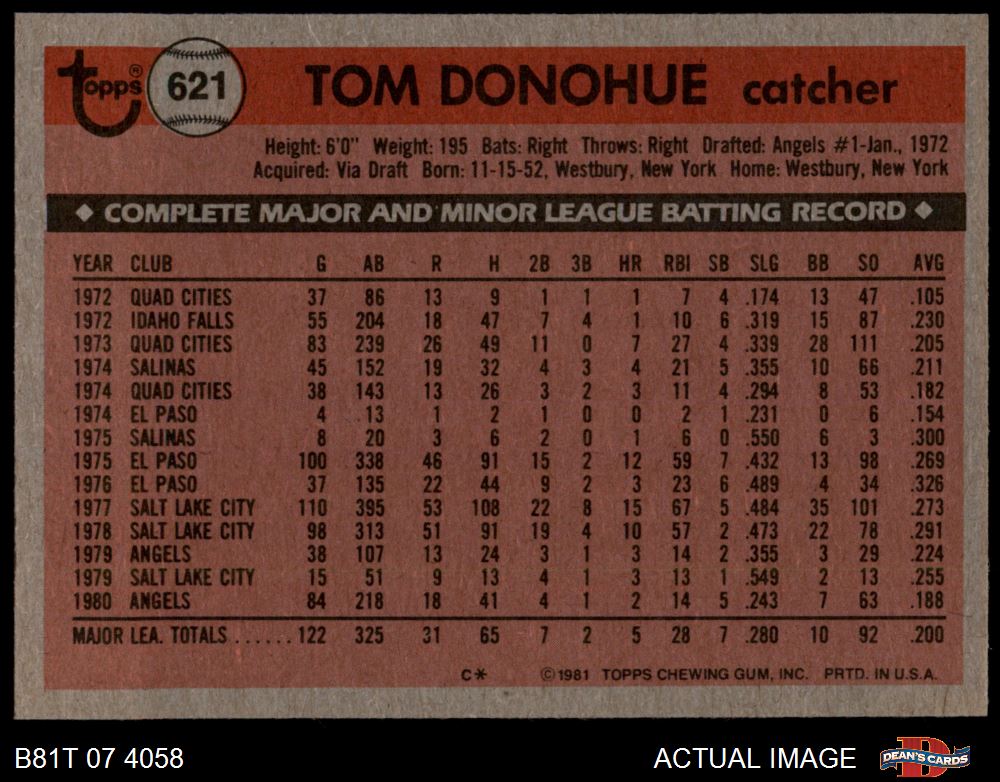 topps® 621 TOM DONOHUE catcher
Height: 6'0" Weight: 195 Bats: Right Throws: Right Drafted: Angels #1-Jan., 1972
Acquired: Via Draft Born: 11-15-52, Westbury, New York Home: Westbury, New York
◆ COMPLETE MAJOR AND MINOR LEAGUE BATTING RECORD ◆
YEAR CLUB G AB R H 2B 3B HR RBI SB SLG BB SO AVG
1972 QUAD CITIES 37 86 13 9 1 1 1 7 4 .174 13 47 .105
1972 IDAHO FALLS 55 204 18 47 7 4 1 10 6 .319 15 87 .230
1973 QUAD CITIES 83 239 26 49 11 0 7 27 4 .339 28 111 .205
1974 SALINAS 45 152 19 32 4 3 4 21 5 .355 10 66 .211
1974 QUAD CITIES 38 143 13 26 3 2 3 11 4 .294 8 53 .182
1974 EL PASO 4 13 1 2 1 0 0 2 1 .231 0 6 .154
1975 SALINAS 8 20 3 6 2 0 1 6 0 .550 6 3 .300
1975 EL PASO 100 338 46 91 15 2 12 59 7 .432 13 98 .269
1976 EL PASO 37 135 22 44 9 2 3 23 6 .489 4 34 .326
1977 SALT LAKE CITY 110 395 53 108 22 8 15 67 5 .484 35 101 .273
1978 SALT LAKE CITY 98 313 51 91 19 4 10 57 2 .473 22 78 .291
1979 ANGELS 38 107 13 24 3 1 3 14 2 .355 3 29 .224
1979 SALT LAKE CITY 15 51 9 13 4 1 3 13 1 .549 2 13 .255
1980 ANGELS 84 218 18 41 4 1 2 14 5 .243 7 63 .188
MAJOR LEA. TOTALS......122 325 31 65 7 2 5 28 7 .280 10 92 .200
C* ©1981 TOPPS CHEWING GUM, INC. PRTD. IN U.S.A.
B81T 07 4058 ACTUAL IMAGE DEAN'S CARDS